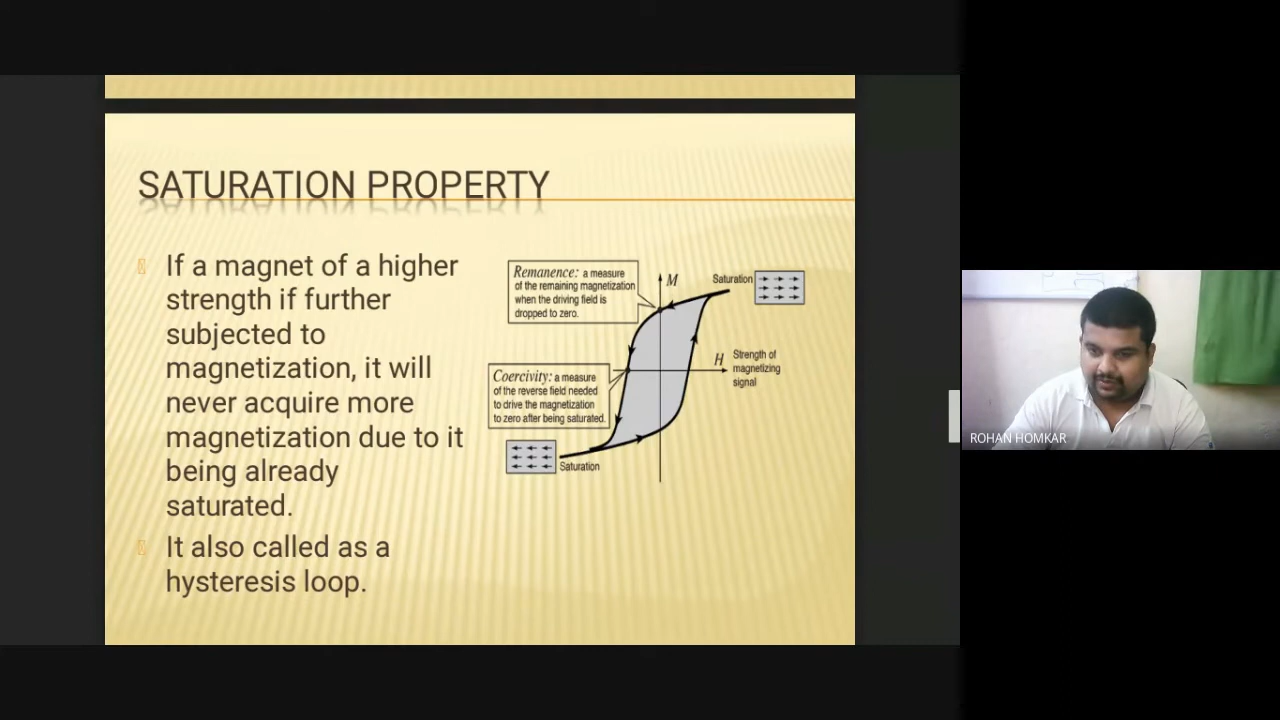 SATURATION PROPERTY
If a magnet of a higher
strength if further
subjected to
magnetization, it will
never acquire more
magnetization due to it
being already
saturated.
It also called as a
hysteresis loop.
Remanence: a measure
of the remaining magnetization
when the driving field is
dropped to zero.
M
Saturation
H
Strength of
magnetizing
signal
Coercivity: a measure
of the reverse field needed
to drive the magnetization
to zero after being saturated.
Saturation
ROHAN HOMKAR